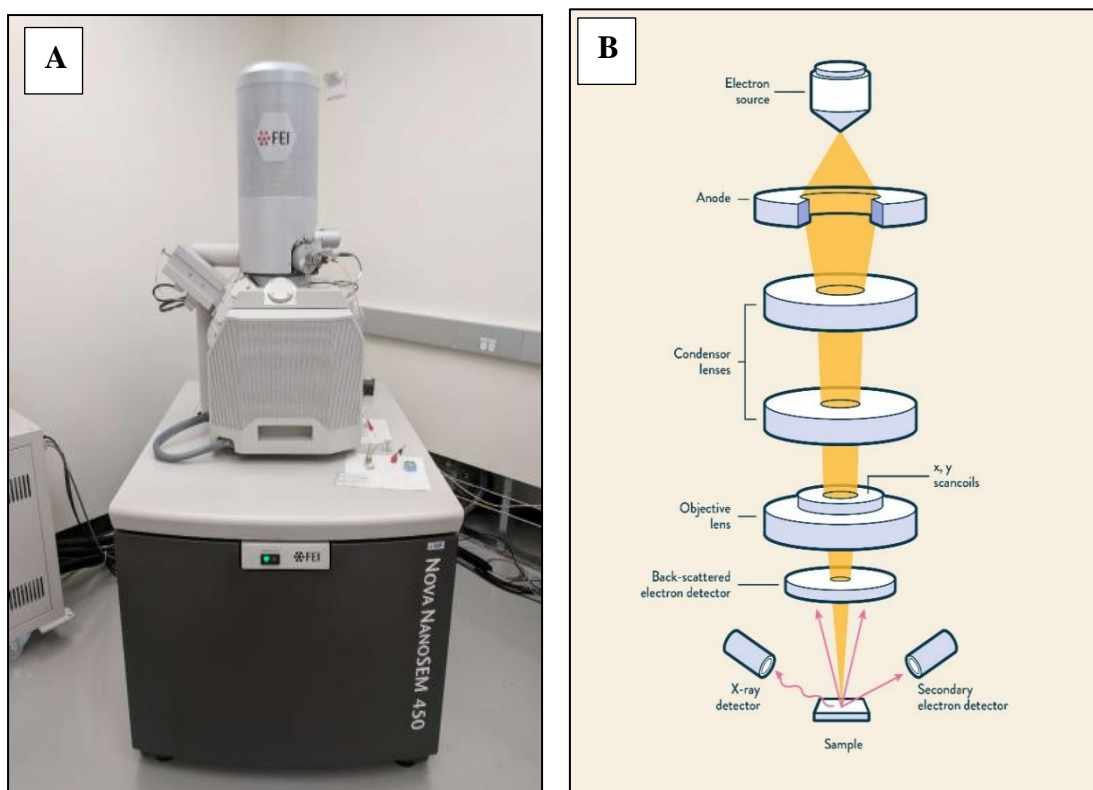 A
FEI
FEI
NOVA NANOSEM 450
B
Electron
source
Anode
Condensor
lenses
x, y
scancoils
Objective
lens
Back-scattered
electron detector
X-ray
detector
Secondary
electron detector
Sample